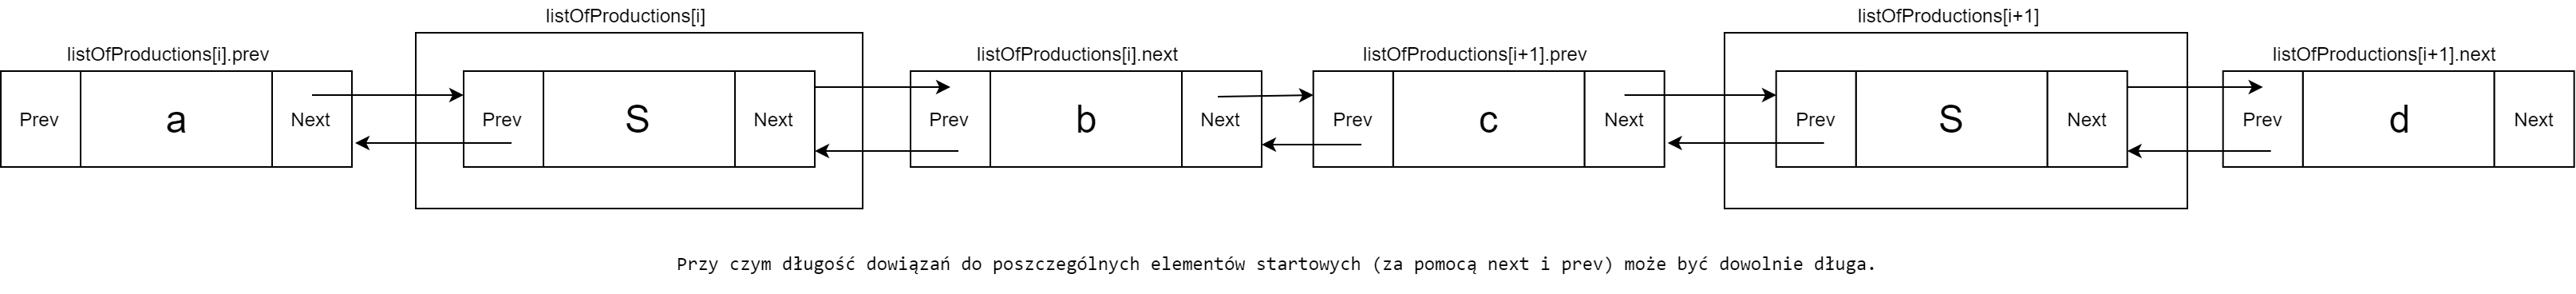 listOfProductions[i]
listOfProductions[i+1]
listOfProductions[i].prev
listOfProductions[i].next
listOfProductions[i+1].prev
listOfProductions[i+1].next
Prev a Next Prev S Next Prev b Next Prev c Next Prev S Next Prev d Next
Przy czym długość dowiązań do poszczególnych elementów startowych (za pomocą next i prev) może być dowolnie długa.